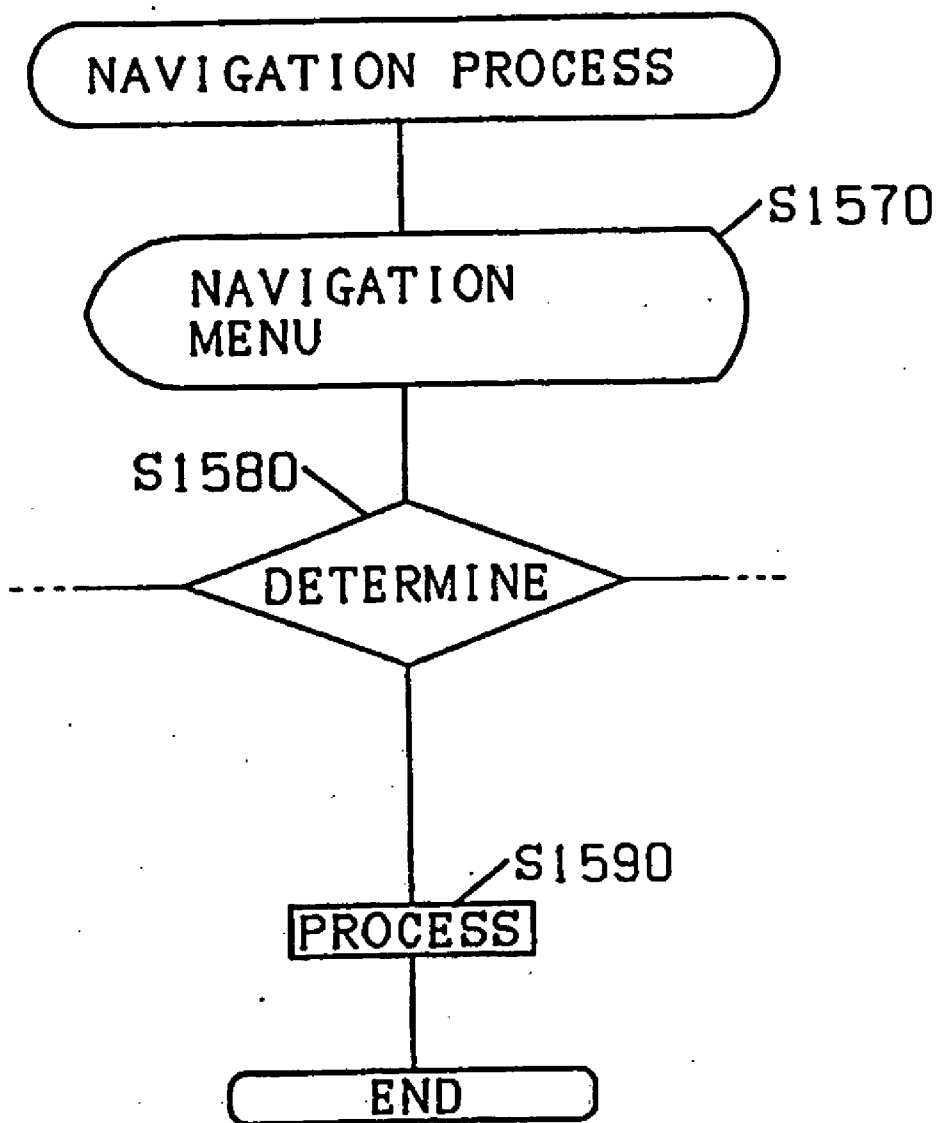 NAVIGATION PROCESS
S1570
NAVIGATION
MENU
S1580
DETERMINE
S1590
PROCESS
END